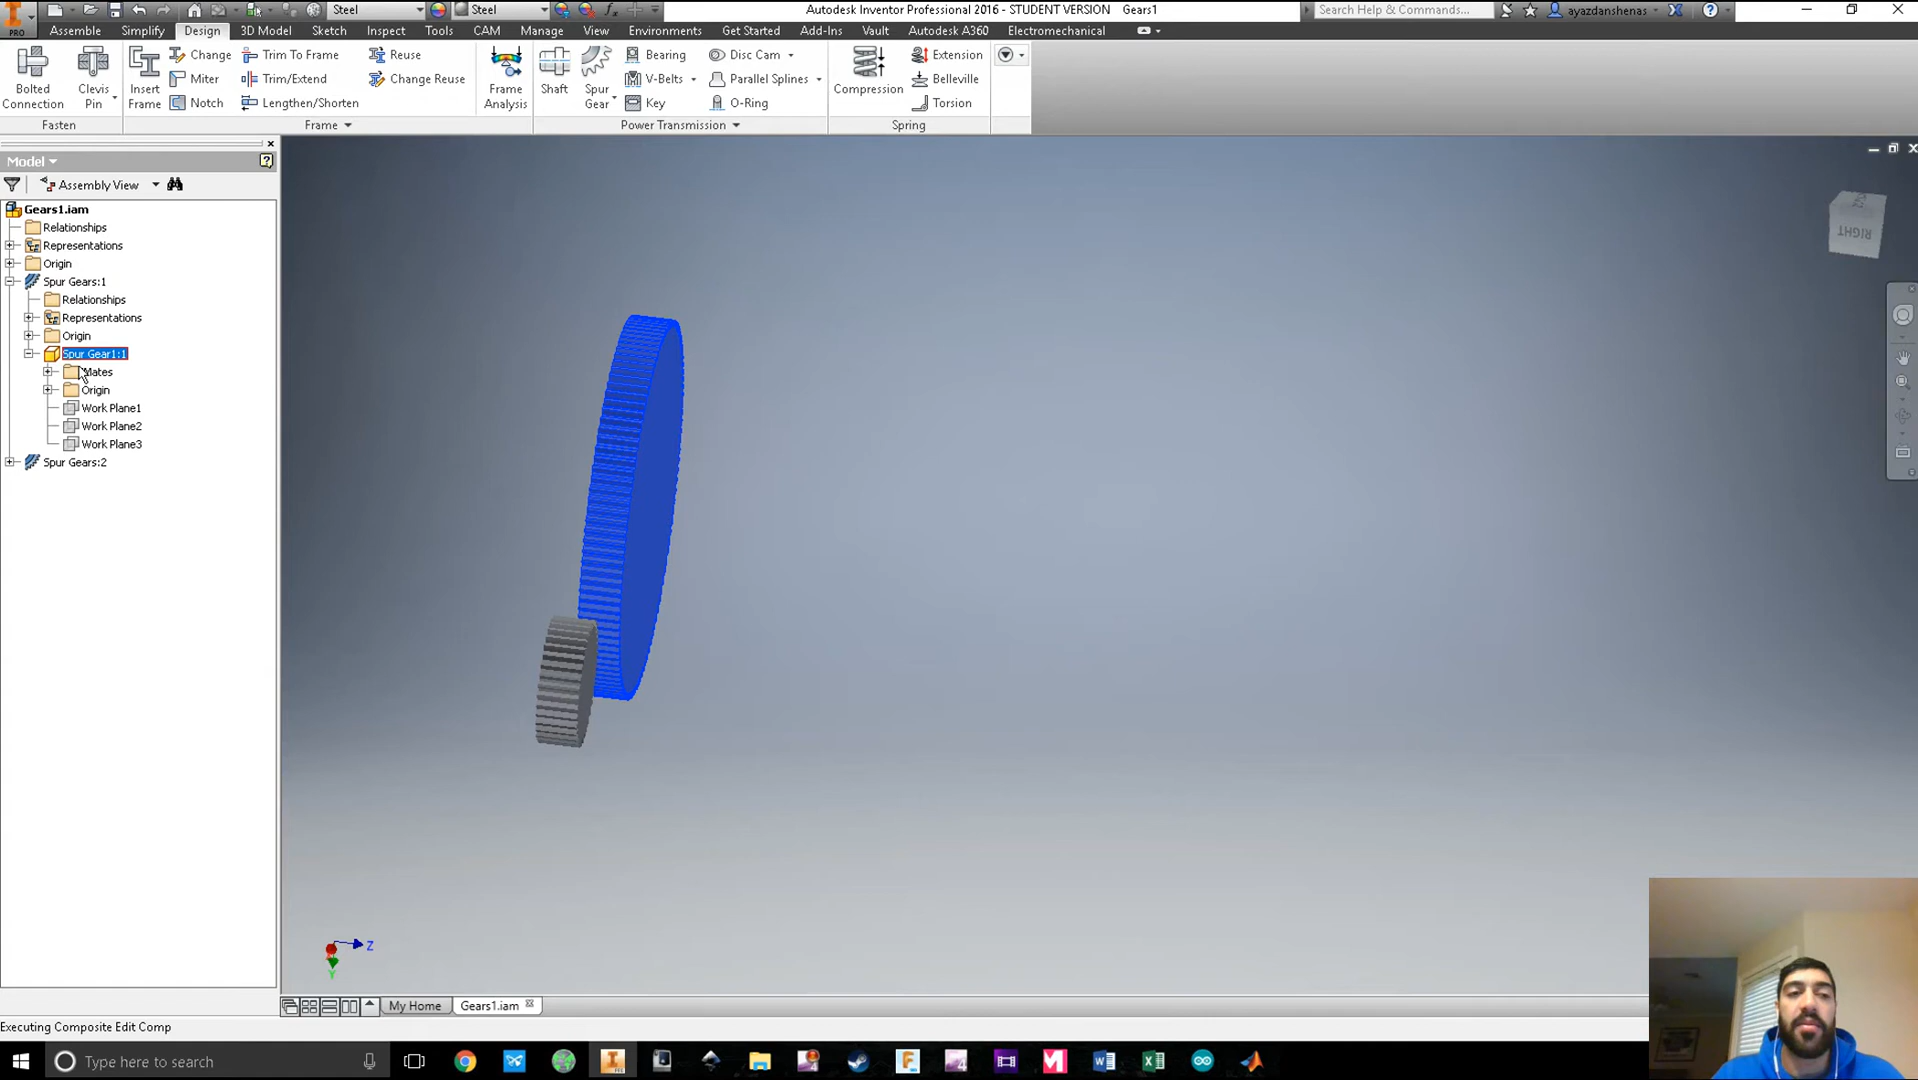 Steel
Steel
Autodesk Inventor Professional 2016 - STUDENT VERSION Gears1
Search Help & Commands...
ayazdanshenas
PRO
Assemble Simplify Design 3D Model Sketch Inspect Tools CAM Manage View Environments Get Started Add-Ins Vault Autodesk A360 Electromechanical
Bolted Connection
Clevis Pin
Insert Frame
Change
Miter
Notch
Trim To Frame
Trim/Extend
Lengthen/Shorten
Reuse
Change Reuse
Frame Analysis
Shaft
Spur Gear
Bearing
V-Belts
Key
Disc Cam
Parallel Splines
O-Ring
Compression
Extension
Belleville
Torsion
Fasten
Frame
Power Transmission
Spring
Model
Assembly View
Gears1.iam
Relationships
Representations
Origin
Spur Gears:1
Relationships
Representations
Origin
Spur Gear1:1
Mates
Origin
Work Plane1
Work Plane2
Work Plane3
Spur Gears:2
RIGHT
Z
Y
My Home
Gears1.iam
Executing Composite Edit Comp
Type here to search